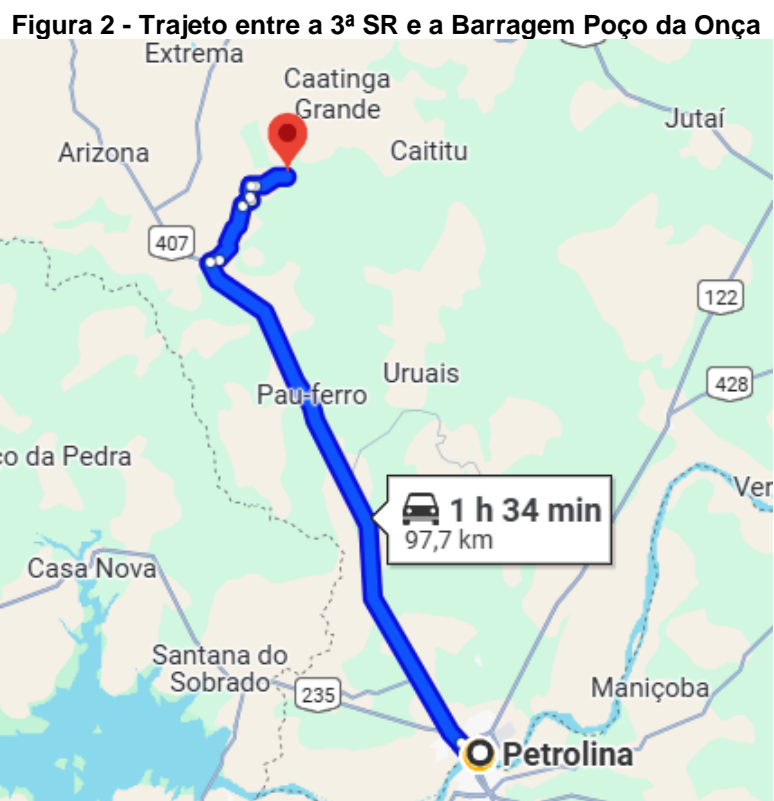 Figura 2 - Trajeto entre a 3ª SR e a Barragem Poço da Onça
Extrema
Caatinga
Grande
Jutaí
Arizona
Caititu
407
122
Uruais
428
Pau-ferro
co da Pedra
Ver
1 h 34 min
97,7 km
Casa Nova
Santana do
Sobrado
235
Maniçoba
Petrolina